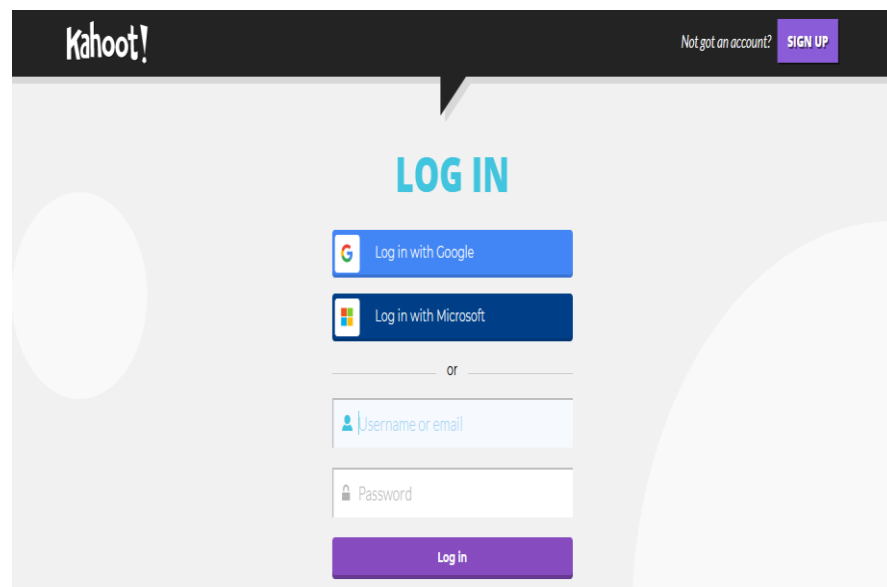 Kahoot!
Not got an account? SIGN UP
LOG IN
Log in with Google
Log in with Microsoft
or
Username or email
Password
Log in